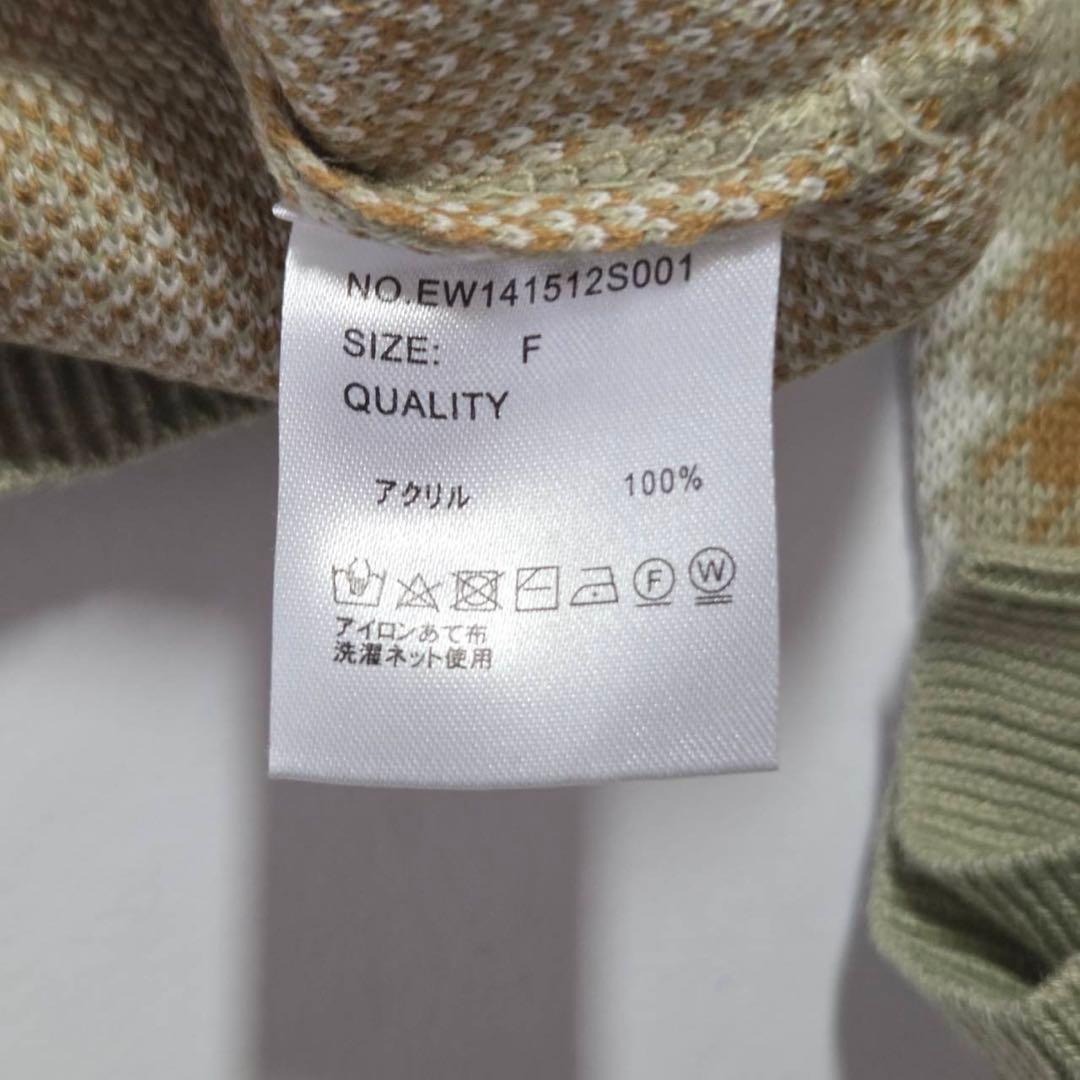 NO.EW141512S001
SIZE: F
QUALITY
アクリル 100%
F W
アイロンあて布
洗濯ネット使用